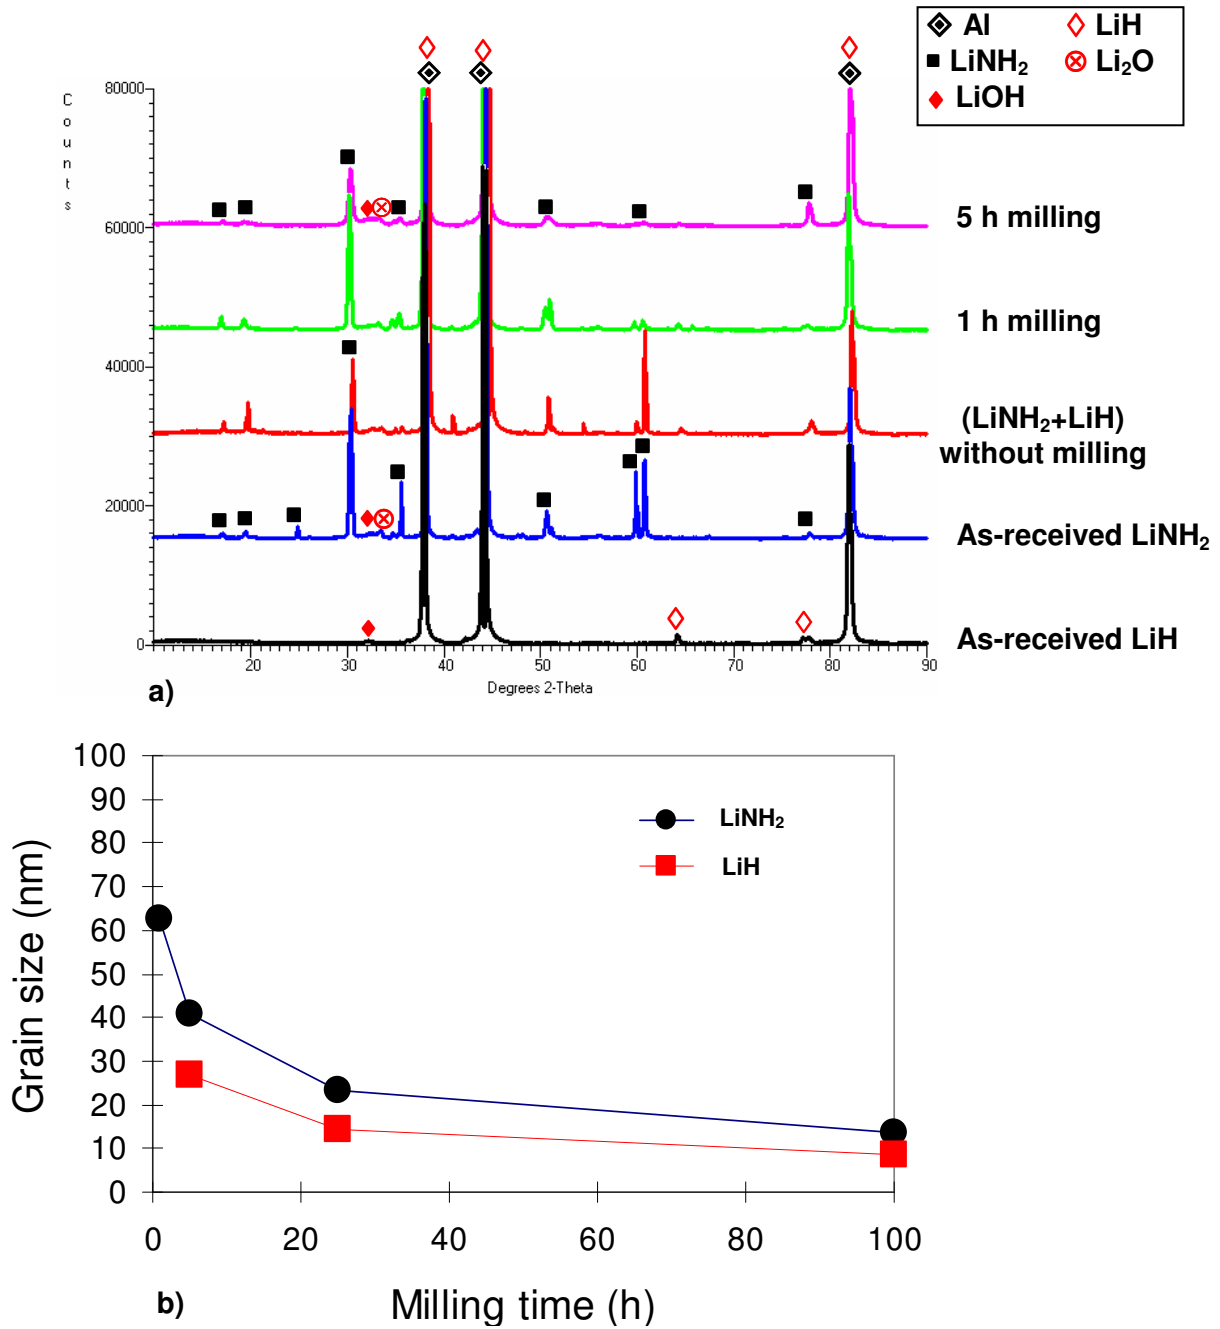 Al
LiH
LiNH₂
Li₂O
LiOH
Counts
80000
60000
40000
20000
0
20
30
40
50
60
70
80
90
Degrees 2-Theta
5 h milling
1 h milling
(LiNH₂+LiH)
without milling
As-received LiNH₂
As-received LiH
a)
100
90
80
70
60
50
40
30
20
10
0
Grain size (nm)
LiNH₂
LiH
0
20
40
60
80
100
b)
Milling time (h)